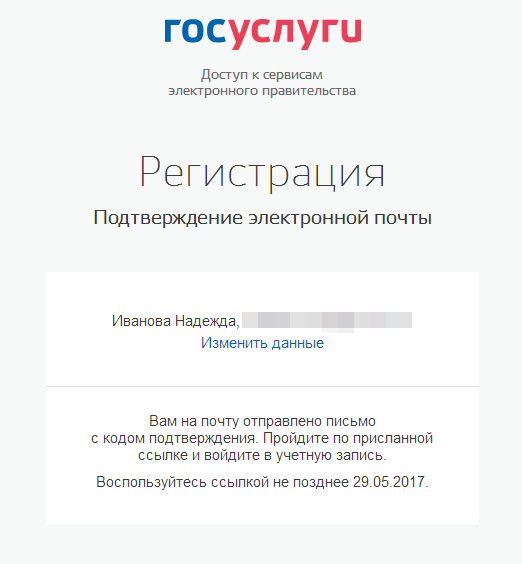 госуслуги
Доступ к сервисам
электронного правительства
Регистрация
Подтверждение электронной почты
Иванова Надежда,
Изменить данные
Вам на почту отправлено письмо
с кодом подтверждения. Пройдите по присланной
ссылке и войдите в учетную запись.
Воспользуйтесь ссылкой не позднее 29.05.2017.